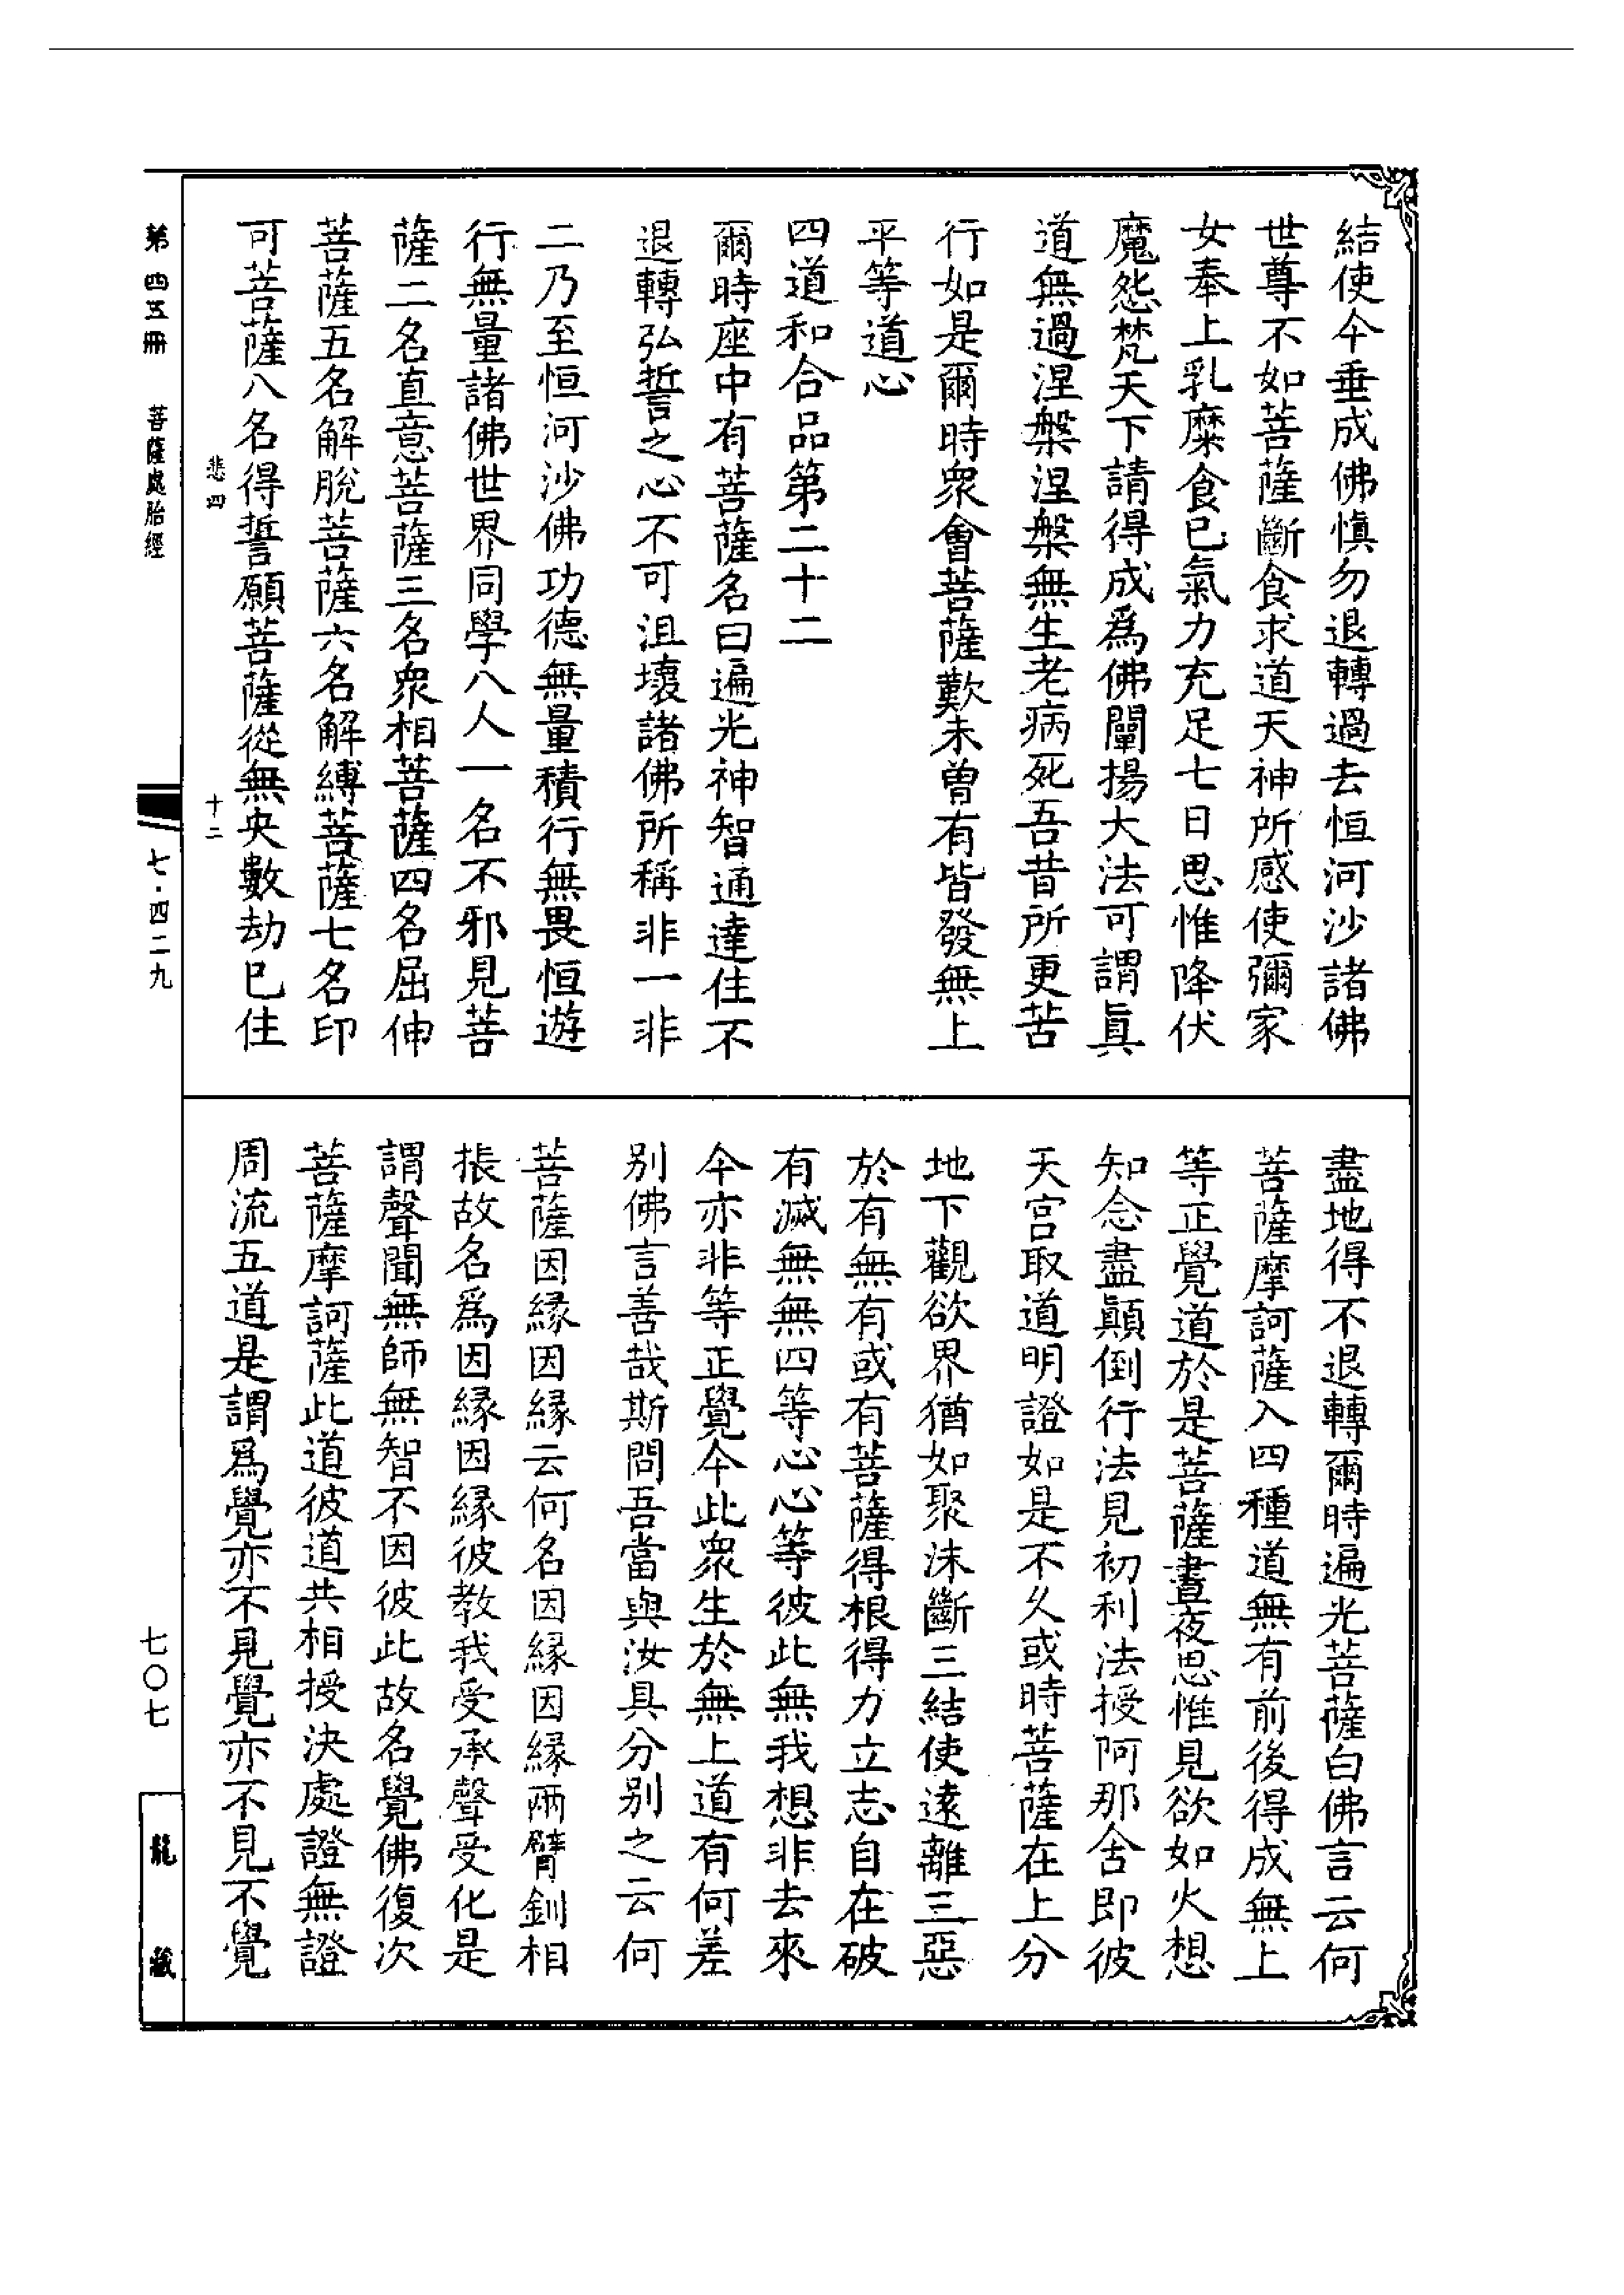 結使今垂成佛慎勿退轉過去恒河沙諸佛
世尊不如菩薩斷食求道天神所感使彌家
女奉上乳糜食已氣力充足七日思惟降伏
魔怨梵天下請得成爲佛闡揚大法可謂眞
道無過涅槃涅槃無生老病死吾昔所更苦
行如是爾時衆會菩薩歎未曾有皆發無上
平等道心
四道和合品第二十二
爾時座中有菩薩名曰遍光神智通達住不
退轉弘誓之心不可沮壞諸佛所稱非一非
二乃至恒河沙佛功德無量積行無畏恒遊
行無量諸佛世界同學八人一名不邪見菩
薩二名直意菩薩三名衆相菩薩四名屈伸
菩薩五名解脫菩薩六名解縛菩薩七名印
可菩薩八名得誓願菩薩從無央數劫已住
悲四
十二
盡地得不退轉爾時遍光菩薩白佛言云何
菩薩摩訶薩入四種道無有前後得成無上
等正覺道於是菩薩晝夜思惟見欲如火想
知念盡顛倒行法見初利法授阿那含即彼
天宮取道明證如是不久或時菩薩在上分
地下觀欲界猶如聚沫斷三結使遠離三惡
於有無有或有菩薩得根得力立志自在破
有滅無無四等心心等彼此無我想非去來
今亦非等正覺今此衆生於無上道有何差
別佛言善哉斯問吾當與汝具分別之云何
菩薩因緣因緣云何名因緣因緣兩臂釧相
振故名爲因緣因緣彼教我受承聲受化是
謂聲聞無師無智不因彼此故名覺佛復次
菩薩摩訶薩此道彼道共相授決處證無證
周流五道是謂爲覺亦不見覺亦不見不覺
第四五冊
菩薩處胎經
七·四二九
七〇七
龍藏